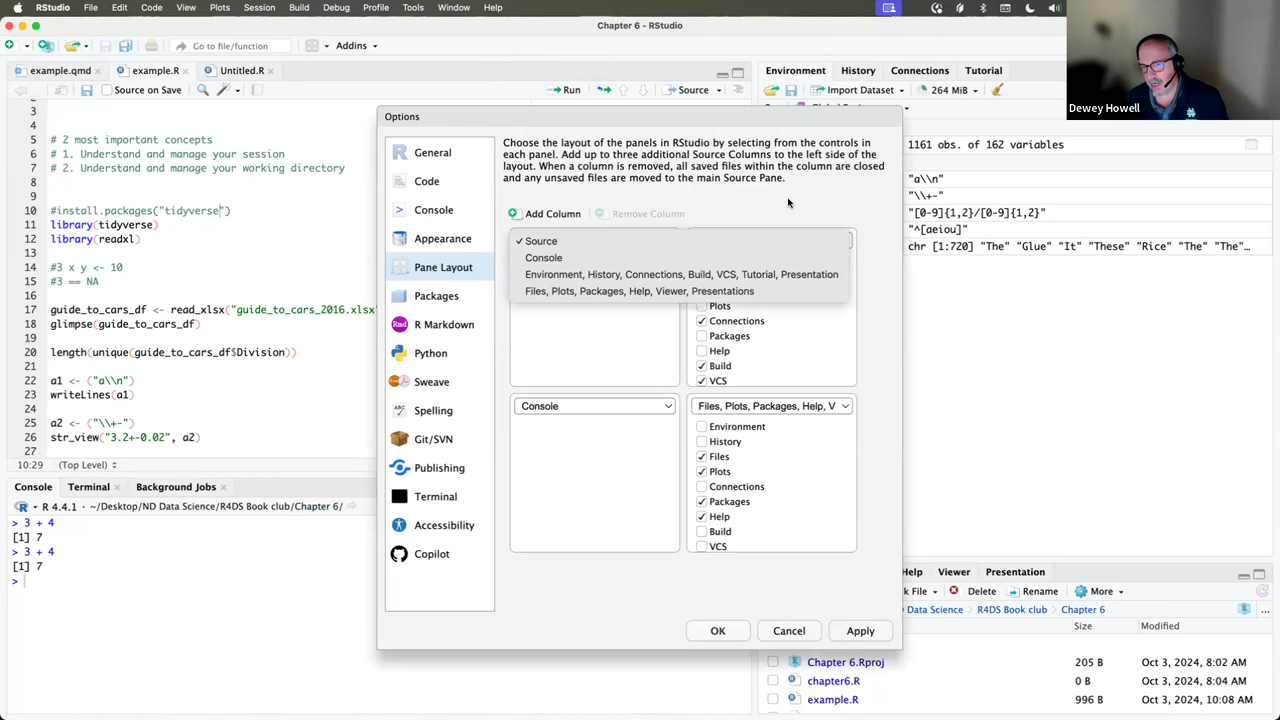 RStudio File Edit Code View Plots Session Build Debug Profile Tools Window Help
Chapter 6 - RStudio
Go to file/function Addins
example.qmd example.R Untitled.R
Source on Save Run Source
3
4
5 # 2 most important concepts
6 # 1. Understand and manage your session
7 # 2. Understand and manage your working directory
8
9
10 #install.packages("tidyverse")
11 library(tidyverse)
12 library(readxl)
13
14 #3 x y <- 10
15 #3 == NA
16
17 guide_to_cars_df <- read_xlsx("guide_to_cars_2016.xlsx"
18 glimpse(guide_to_cars_df)
19
20 length(unique(guide_to_cars_df$Division))
21
22 a1 <- ("a\\n")
23 writeLines(a1)
24
25 a2 <- ("\\+-")
26 str_view("3.2+-0.02", a2)
27
10:29 (Top Level)
Console Terminal Background Jobs
R R 4.4.1 · ~/Desktop/ND Data Science/R4DS Book club/Chapter 6/
> 3 + 4
[1] 7
> 3 + 4
[1] 7
>
Options
General
Code
Console
Appearance
Pane Layout
Packages
Rmd R Markdown
Python
Sweave
ABC Spelling
Git/SVN
Publishing
Terminal
Accessibility
Copilot
Choose the layout of the panels in RStudio by selecting from the controls in
each panel. Add up to three additional Source Columns to the left side of the
layout. When a column is removed, all saved files within the column are closed
and any unsaved files are moved to the main Source Pane.
Add Column Remove Column
✓ Source
Console
Environment, History, Connections, Build, VCS, Tutorial, Presentation
Files, Plots, Packages, Help, Viewer, Presentations
Plots
Connections
Packages
Help
Build
VCS
Console
Files, Plots, Packages, Help, V
Environment
History
Files
Plots
Connections
Packages
Help
Build
VCS
OK Cancel Apply
Environment History Connections Tutorial
Import Dataset 264 MiB
Dewey Howell
1161 obs. of 162 variables
"a\\n"
"\\+-"
"[0-9]{1,2}/[0-9]{1,2}"
"^[aeiou]"
chr [1:720] "The" "Glue" "It" "These" "Rice" "The" "The"…
Help Viewer Presentation
Delete Rename More
Data Science R4DS Book club Chapter 6
Size Modified
Chapter 6.Rproj 205 B Oct 3, 2024, 8:02 AM
chapter6.R 0 B Oct 3, 2024, 8:04 AM
example.R 996 B Oct 3, 2024, 10:08 AM